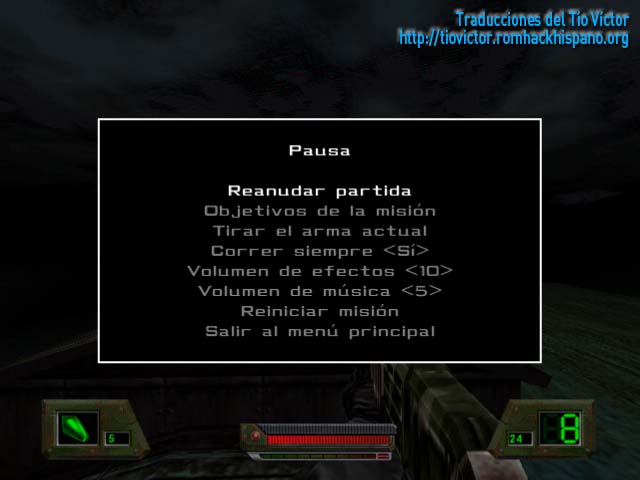 Traducciones del Tío Víctor
http://tiovictor.romhackhispano.org
Pausa
Reanudar partida
Objetivos de la misión
Tirar el arma actual
Correr siempre <Sí>
Volumen de efectos <10>
Volumen de música <5>
Reiniciar misión
Salir al menú principal
5
24
8